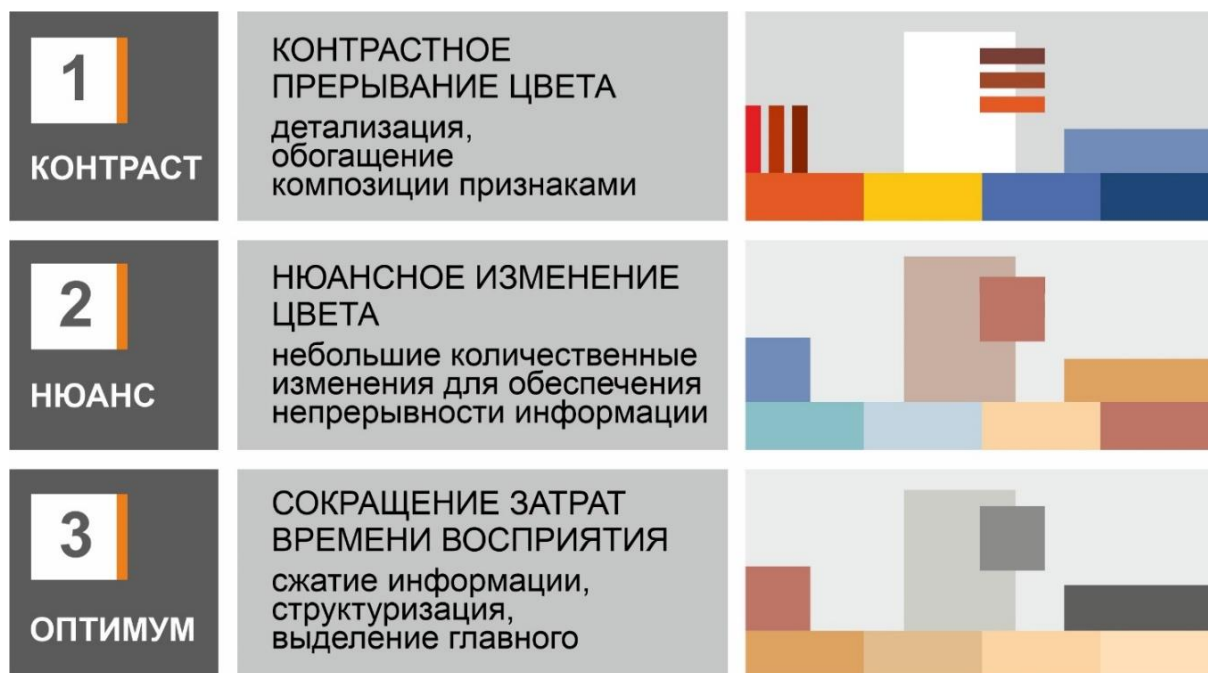 1
КОНТРАСТ
КОНТРАСТНОЕ
ПРЕРЫВАНИЕ ЦВЕТА
детализация,
обогащение
композиции признаками
2
НЮАНС
НЮАНСНОЕ ИЗМЕНЕНИЕ
ЦВЕТА
небольшие количественные
изменения для обеспечения
непрерывности информации
3
ОПТИМУМ
СОКРАЩЕНИЕ ЗАТРАТ
ВРЕМЕНИ ВОСПРИЯТИЯ
сжатие информации,
структуризация,
выделение главного